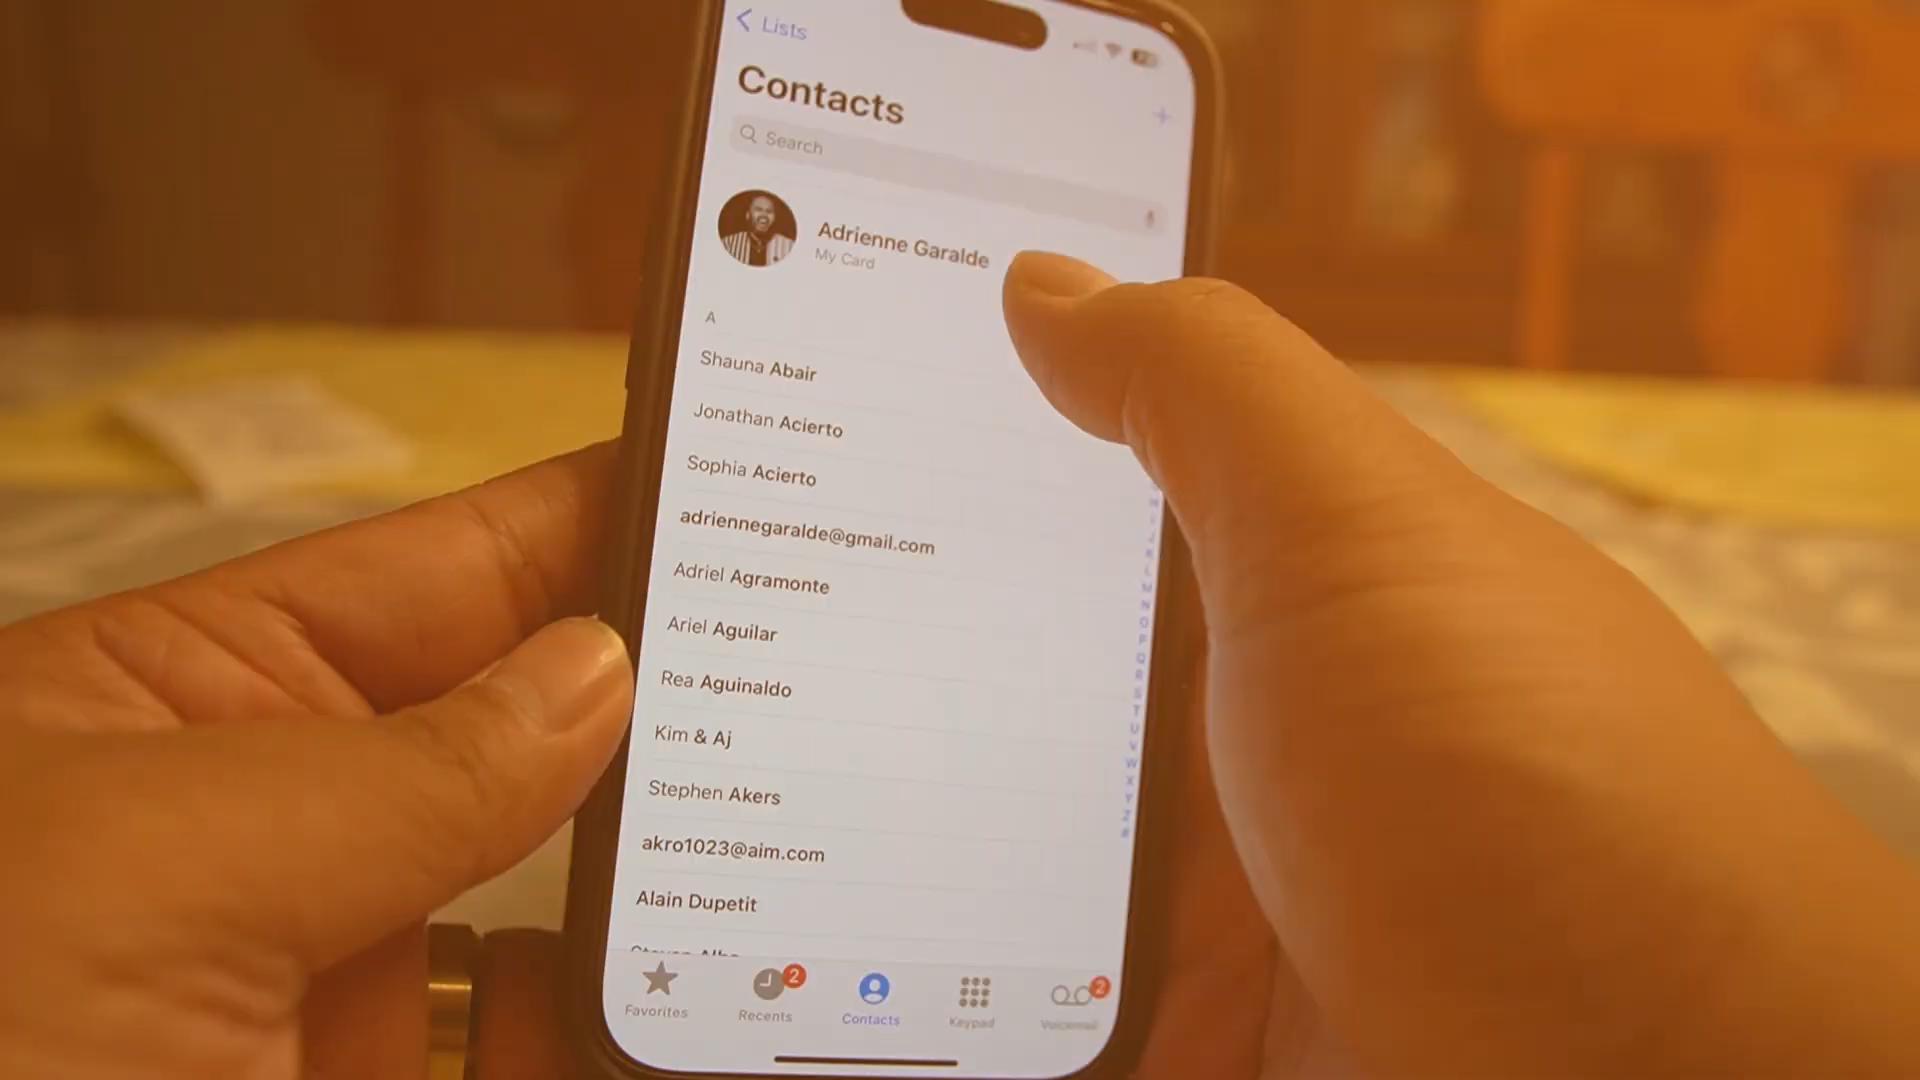 Lists
Contacts
Search
Adrienne Garalde
My Card
A
Shauna Abair
Jonathan Acierto
Sophia Acierto
adriennegaralde@gmail.com
Adriel Agramonte
Ariel Aguilar
Rea Aguinaldo
Kim & Aj
Stephen Akers
akro1023@aim.com
Alain Dupetit
H
I
J
K
L
M
N
O
P
Q
R
S
T
U
V
W
X
Y
Z
#
2
2
Favorites
Recents
Contacts
Keypad
Voicemail